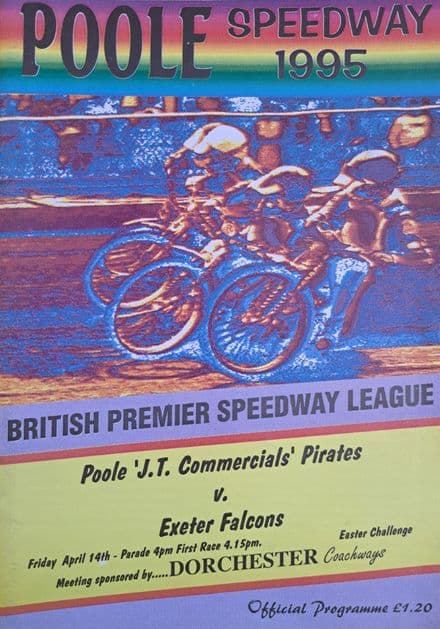 POOLE SPEEDWAY
1995
BRITISH PREMIER SPEEDWAY LEAGUE
Poole 'J.T. Commercials' Pirates
v.
Exeter Falcons
Easter Challenge
Friday April 14th - Parade 4pm First Race 4.15pm.
Meeting sponsored by.....DORCHESTER Coachways
Official Programme £1.20